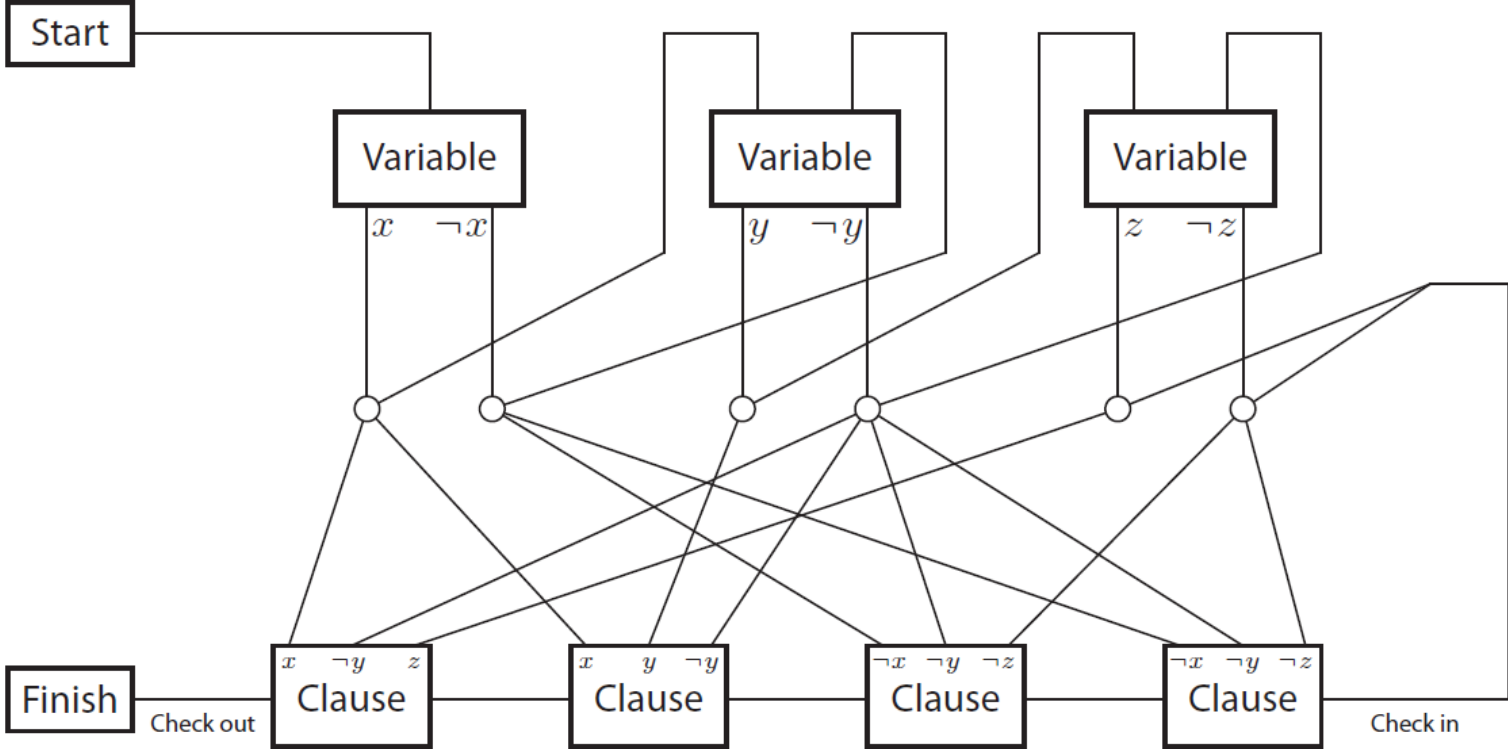 Start
Variable Variable Variable
x ¬x y ¬y z ¬z
x ¬y z x y ¬y ¬x ¬y ¬z ¬x ¬y ¬z
Finish Clause Clause Clause Clause
Check out Check in